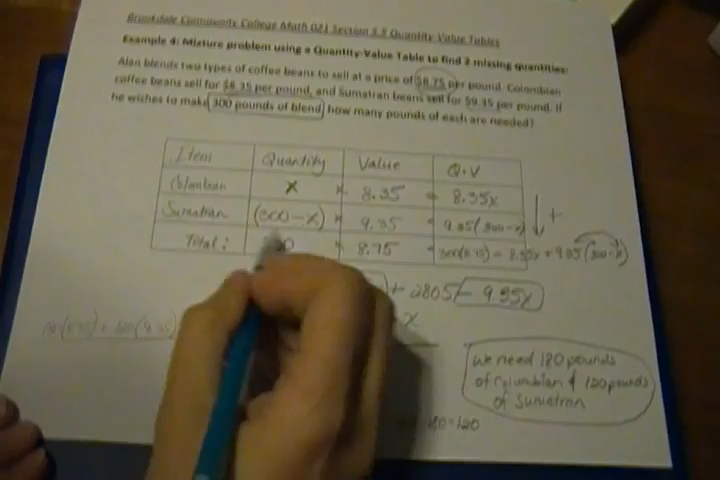 Brookdale Community College Math 021 Section 5.5 Quantity-Value Tables
Example 4: Mixture problem using a Quantity-Value Table to find 2 missing quantities:
Alan blends two types of coffee beans to sell at a price of $8.75 per pound. Colombian
coffee beans sell for $8.35 per pound, and Sumatran beans sell for $9.35 per pound. If
he wishes to make 300 pounds of blend, how many pounds of each are needed?
Item Quantity Value Q.V
Colombian x × 8.35 = 8.35x
Sumatran (300-x) × 9.35 = 9.35(300-x) +
Total: × 8.75 = 300(8.75) = 8.35x + 9.35(300-x)
+ 2805 - 9.35x
x
we need 180 pounds
of Columbian & 120 pounds
of Sumatran
180 = 120